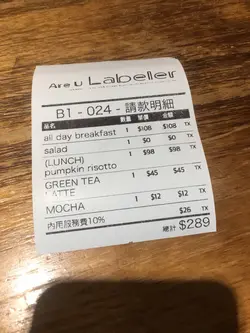 Are U Labeller
B1 - 024 - 請款明細
品名 數量 單價 金額
all day breakfast 1 $108 $108 TX
salad 1 $0 $0 TX
(LUNCH) 1 $98 $98 TX
pumpkin risotto
GREEN TEA 1 $45 $45 TX
LATTE
MOCHA 1 $12 $12 TX
內用服務費10% $26 TX
總計 $289